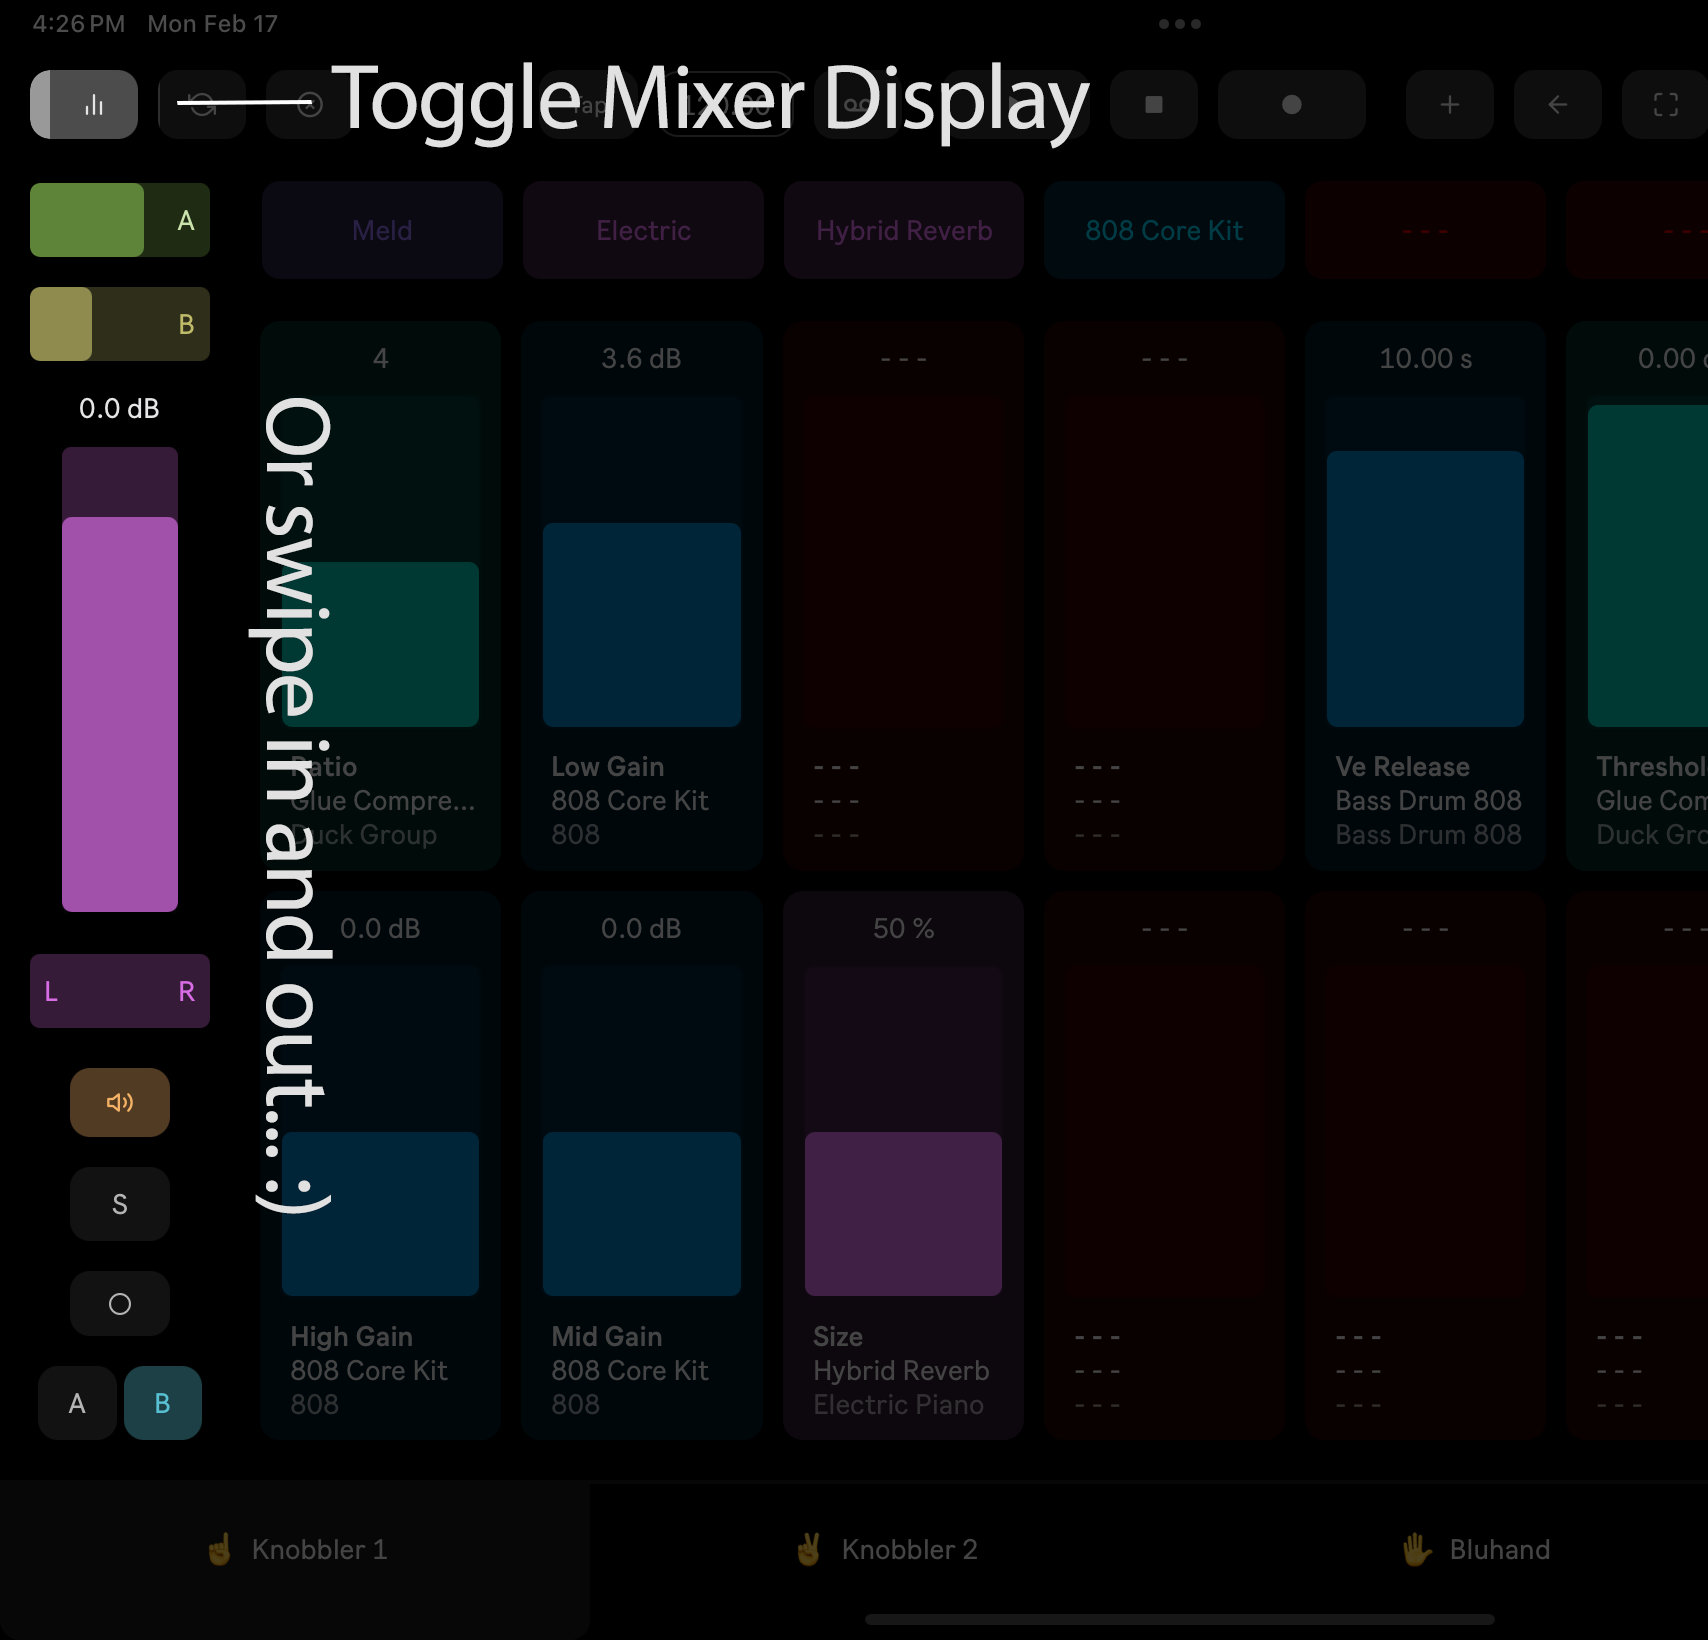 4:26 PM Mon Feb 17
Toggle Mixer Display
Tap 120.00
A
B
0.0 dB
L R
S
A B
Or swipe in and out... :)
Meld Electric Hybrid Reverb 808 Core Kit --- ---
4 3.6 dB --- --- 10.00 s 0.00
Ratio Low Gain --- --- Ve Release Threshol
Glue Compre... 808 Core Kit --- --- Bass Drum 808 Glue Com
Duck Group 808 --- --- Bass Drum 808 Duck Gro
0.0 dB 0.0 dB 50 % --- --- ---
High Gain Mid Gain Size --- --- ---
808 Core Kit 808 Core Kit Hybrid Reverb --- --- ---
808 808 Electric Piano --- --- ---
Knobbler 1 Knobbler 2 Bluhand